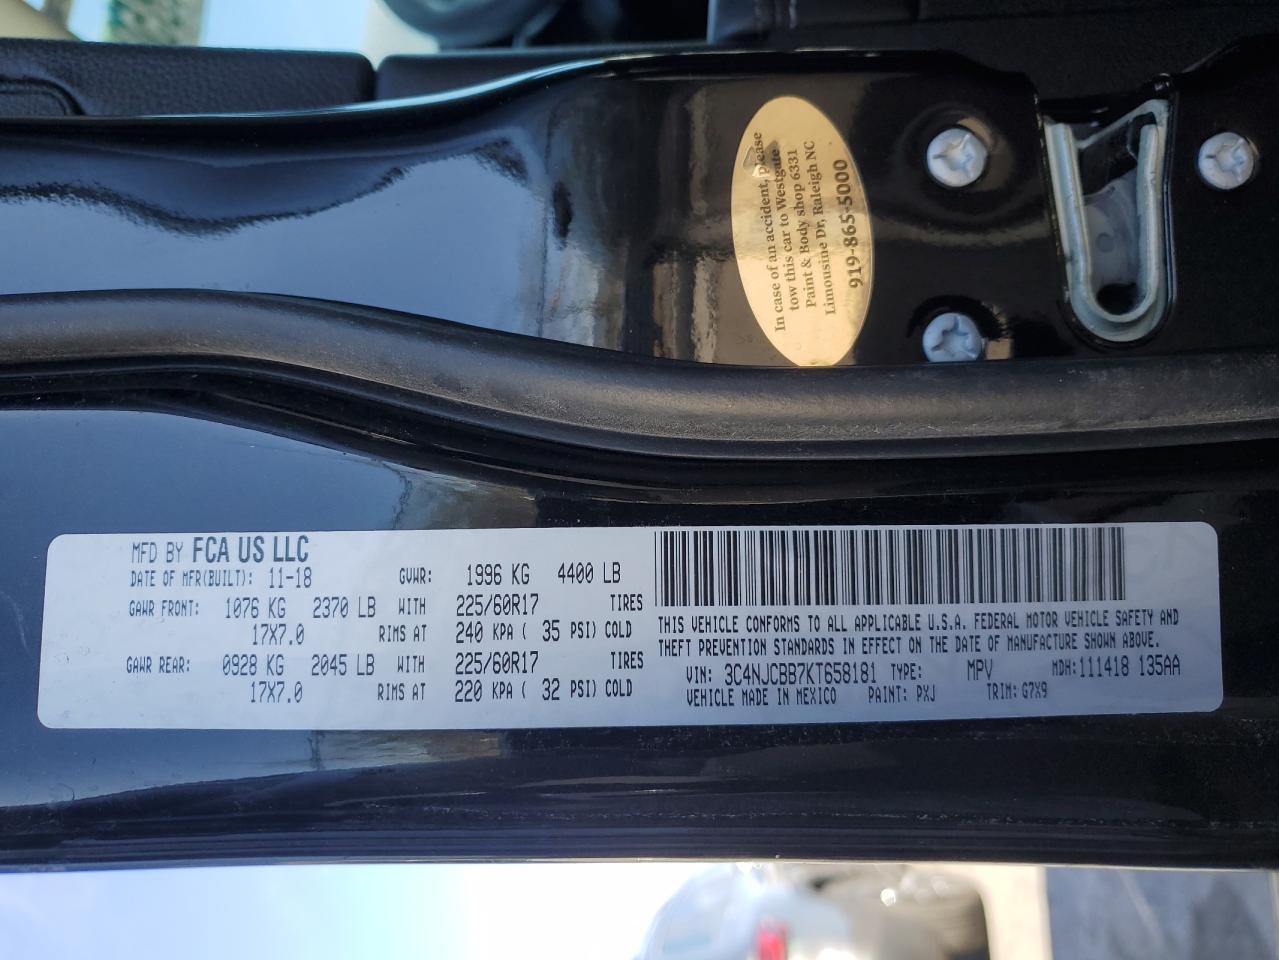 In case of an accident, please
tow this car to Westgate
Paint & Body shop 6331
Limousine Dr, Raleigh NC
919-865-5000
MFD BY FCA US LLC
DATE OF MFR(BUILT): 11-18 GVWR: 1996 KG 4400 LB
GAWR FRONT: 1076 KG 2370 LB WITH 225/60R17 TIRES
17X7.0 RIMS AT 240 KPA ( 35 PSI) COLD
GAWR REAR: 0928 KG 2045 LB WITH 225/60R17 TIRES
17X7.0 RIMS AT 220 KPA ( 32 PSI) COLD
THIS VEHICLE CONFORMS TO ALL APPLICABLE U.S.A. FEDERAL MOTOR VEHICLE SAFETY AND
THEFT PREVENTION STANDARDS IN EFFECT ON THE DATE OF MANUFACTURE SHOWN ABOVE.
VIN: 3C4NJCBB7KT658181 TYPE: MPV MDH:111418 135AA
VEHICLE MADE IN MEXICO PAINT: PXJ TRIM: G7X9